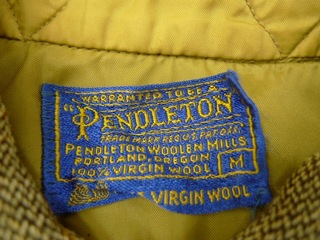 WARRANTED TO BE A
"PENDLETON
TRADE MARK REG. U.S. PAT. OFF.
PENDLETON WOOLEN MILLS
PORTLAND, OREGON
100% VIRGIN WOOL
M
VIRGIN WOOL